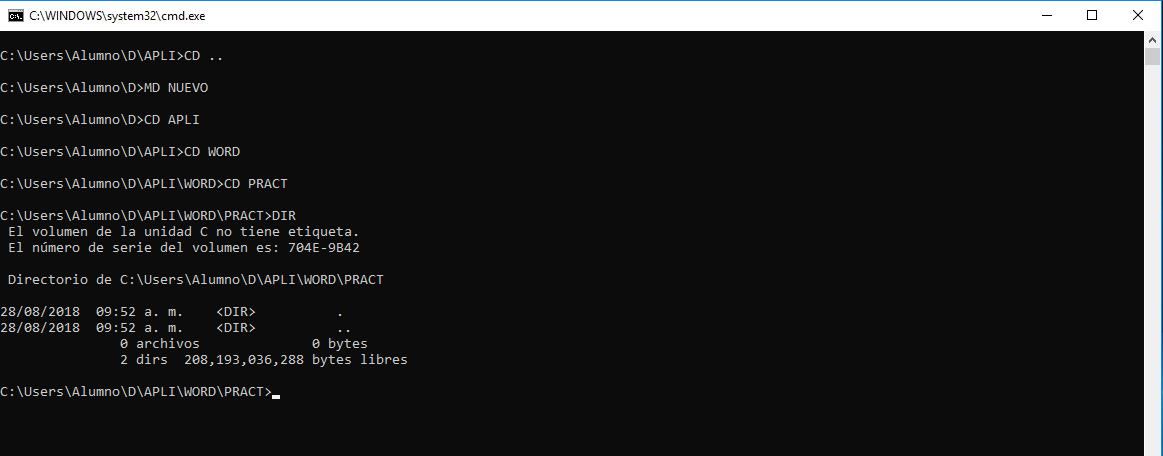 C:\WINDOWS\system32\cmd.exe
C:\Users\Alumno\D\APLI>CD ..
C:\Users\Alumno\D>MD NUEVO
C:\Users\Alumno\D>CD APLI
C:\Users\Alumno\D\APLI>CD WORD
C:\Users\Alumno\D\APLI\WORD>CD PRACT
C:\Users\Alumno\D\APLI\WORD\PRACT>DIR
 El volumen de la unidad C no tiene etiqueta.
 El número de serie del volumen es: 704E-9B42
 Directorio de C:\Users\Alumno\D\APLI\WORD\PRACT
28/08/2018  09:52 a. m.    <DIR>          .
28/08/2018  09:52 a. m.    <DIR>          ..
               0 archivos              0 bytes
               2 dirs  208,193,036,288 bytes libres
C:\Users\Alumno\D\APLI\WORD\PRACT>